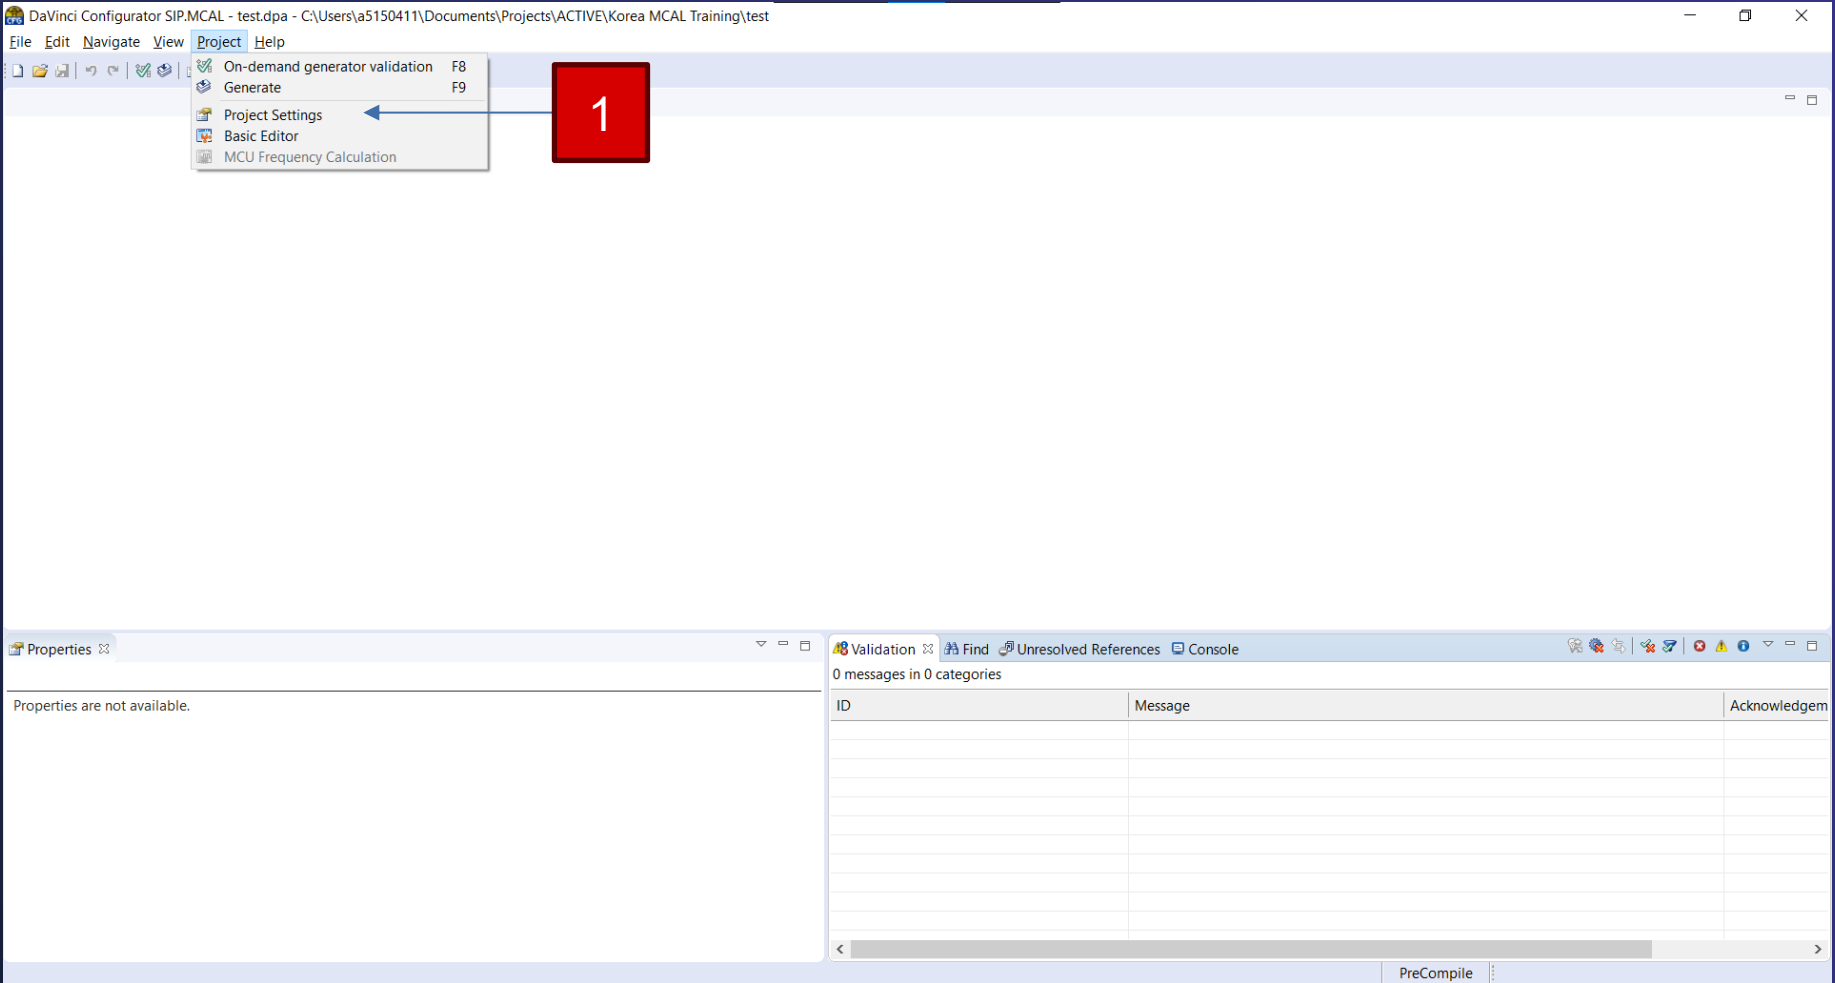 DaVinci Configurator SIP.MCAL - test.dpa - C:\Users\a5150411\Documents\Projects\ACTIVE\Korea MCAL Training\test
File Edit Navigate View Project Help
On-demand generator validation F8
Generate F9
Project Settings
Basic Editor
MCU Frequency Calculation
1
Properties
Properties are not available.
Validation Find Unresolved References Console
0 messages in 0 categories
ID Message Acknowledgem
PreCompile